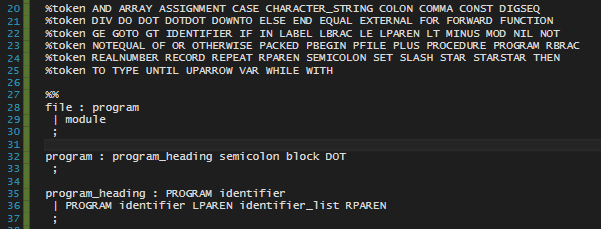 20 %token AND ARRAY ASSIGNMENT CASE CHARACTER_STRING COLON COMMA CONST DIGSEQ
21 %token DIV DO DOT DOTDOT DOWNTO ELSE END EQUAL EXTERNAL FOR FORWARD FUNCTION
22 %token GE GOTO GT IDENTIFIER IF IN LABEL LBRAC LE LPAREN LT MINUS MOD NIL NOT
23 %token NOTEQUAL OF OR OTHERWISE PACKED PBEGIN PFILE PLUS PROCEDURE PROGRAM RBRAC
24 %token REALNUMBER RECORD REPEAT RPAREN SEMICOLON SET SLASH STAR STARSTAR THEN
25 %token TO TYPE UNTIL UPARROW VAR WHILE WITH
26
27 %%
28 file : program
29 | module
30 ;
31
32 program : program_heading semicolon block DOT
33 ;
34
35 program_heading : PROGRAM identifier
36 | PROGRAM identifier LPAREN identifier_list RPAREN
37 ;